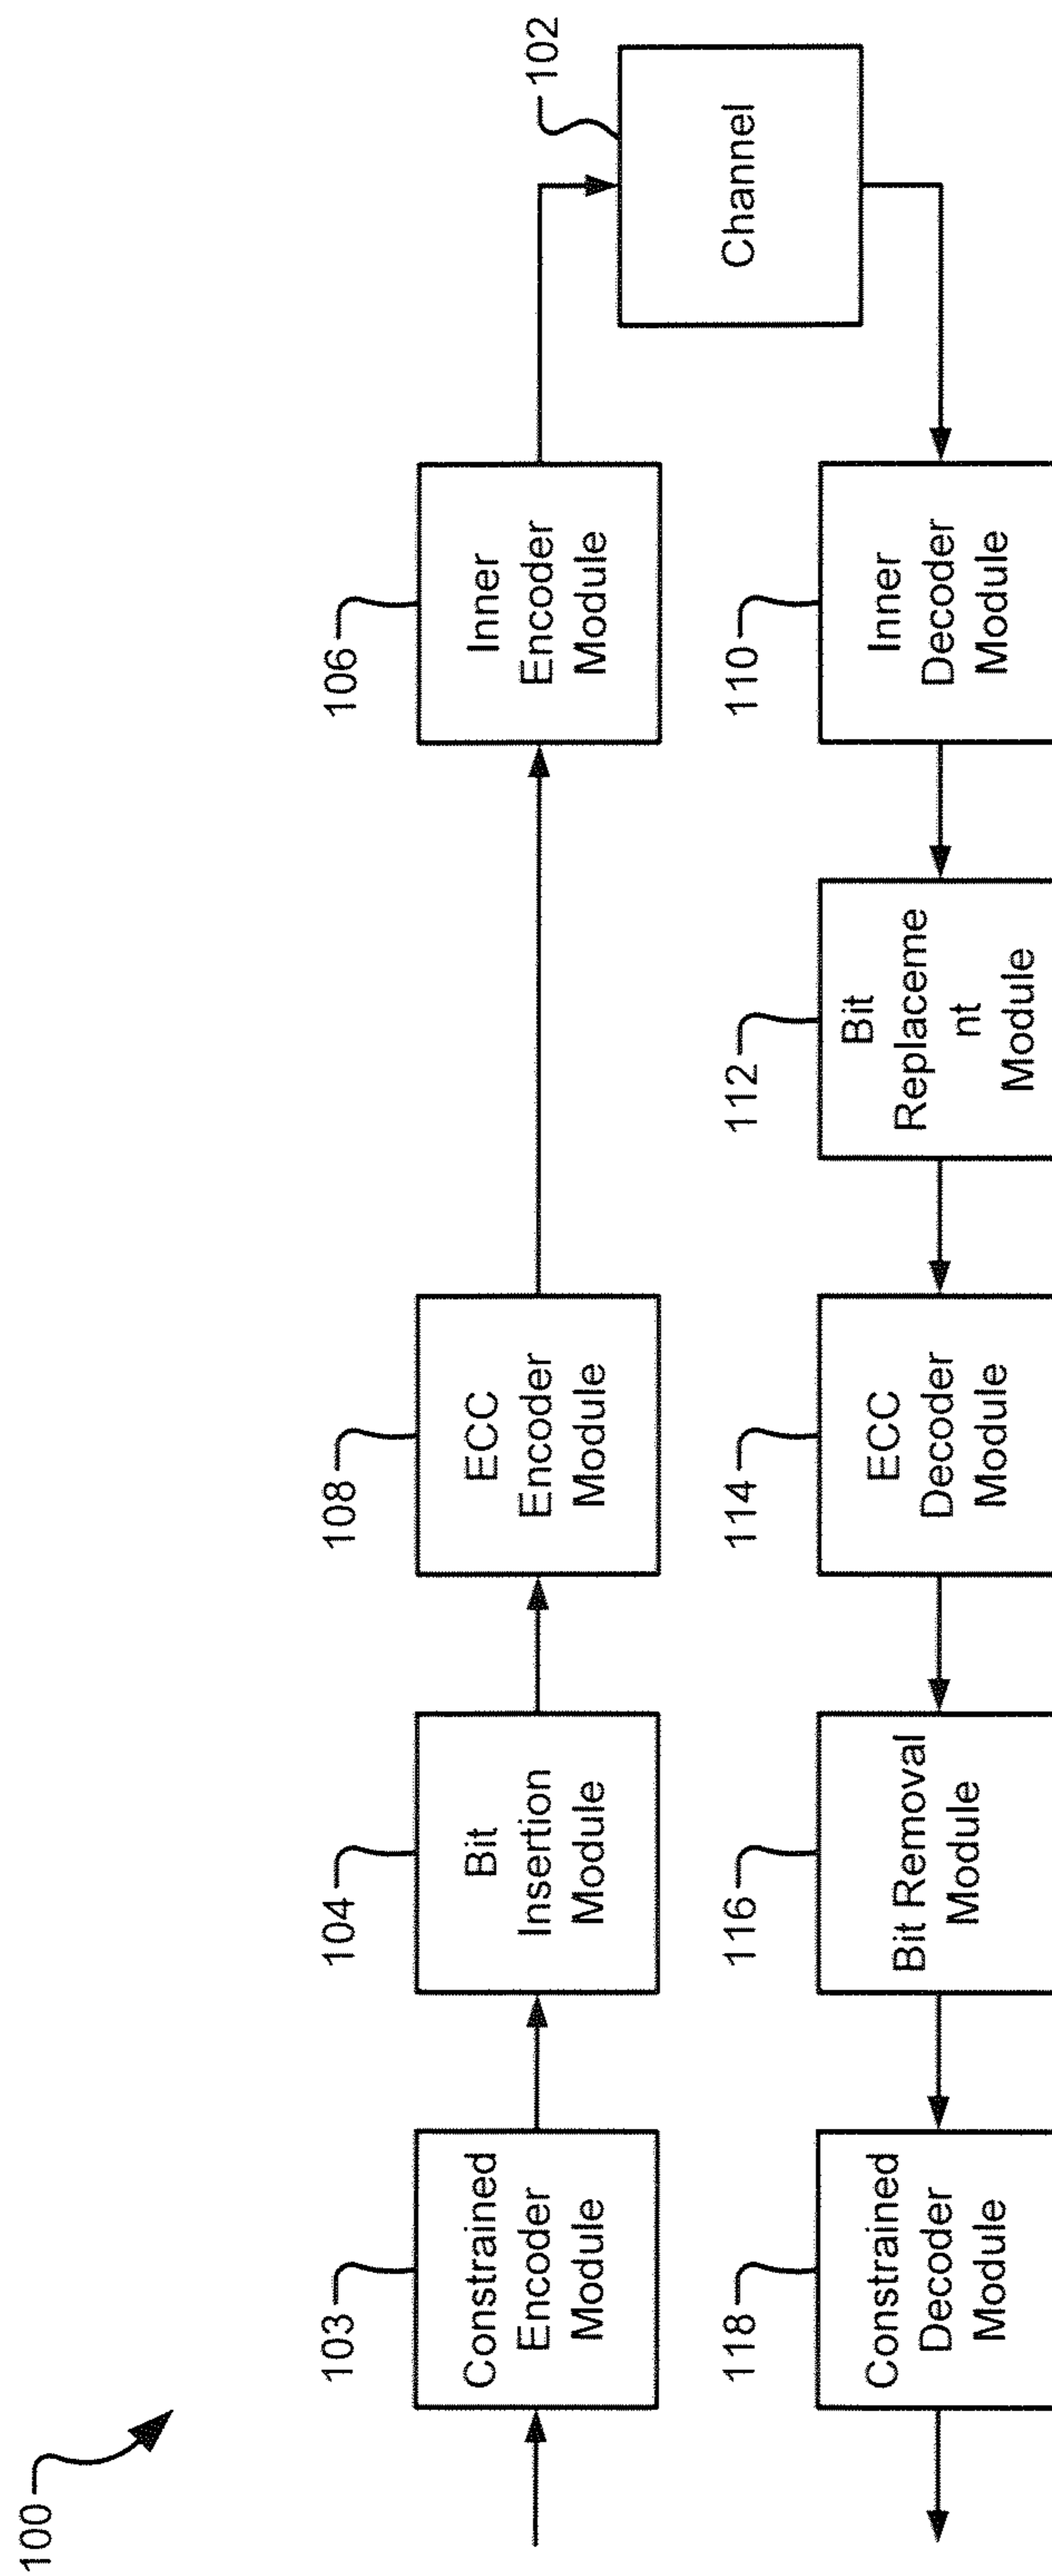 100
103
Constrained
Encoder
Module
104
Bit
Insertion
Module
108
ECC
Encoder
Module
106
Inner
Encoder
Module
102
Channel
118
Constrained
Decoder
Module
116
Bit Removal
Module
114
ECC
Decoder
Module
112
Bit
Replaceme
nt
Module
110
Inner
Decoder
Module